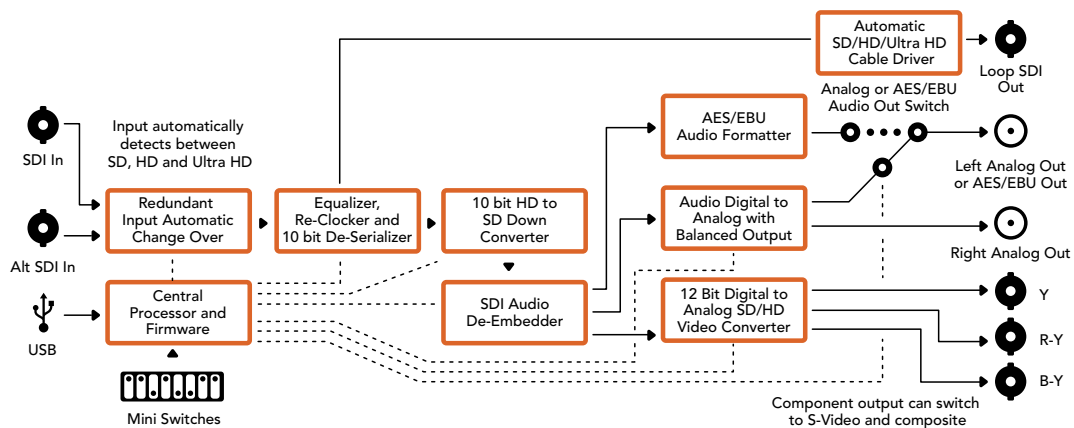 Automatic
SD/HD/Ultra HD
Cable Driver
Loop SDI
Out
Analog or AES/EBU
Audio Out Switch
SDI In
Input automatically
detects between
SD, HD and Ultra HD
AES/EBU
Audio Formatter
Left Analog Out
or AES/EBU Out
Alt SDI In
Redundant
Input Automatic
Change Over
Equalizer,
Re-Clocker and
10 bit De-Serializer
10 bit HD to
SD Down
Converter
Audio Digital to
Analog with
Balanced Output
Right Analog Out
USB
Central
Processor and
Firmware
SDI Audio
De-Embedder
12 Bit Digital to
Analog SD/HD
Video Converter
Y
R-Y
B-Y
Mini Switches
Component output can switch
to S-Video and composite